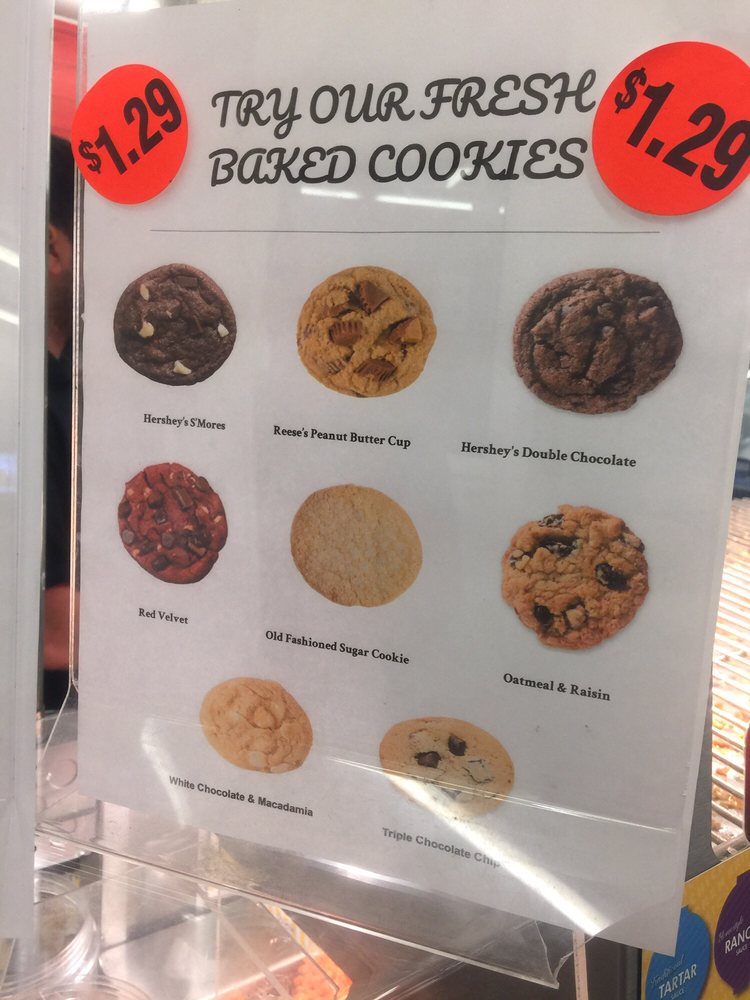 $1.29
TRY OUR FRESH
BAKED COOKIES
$1.29
Hershey's S'Mores
Reese's Peanut Butter Cup
Hershey's Double Chocolate
Red Velvet
Old Fashioned Sugar Cookie
Oatmeal & Raisin
White Chocolate & Macadamia
Triple Chocolate Chip
TARTAR
SAUCE